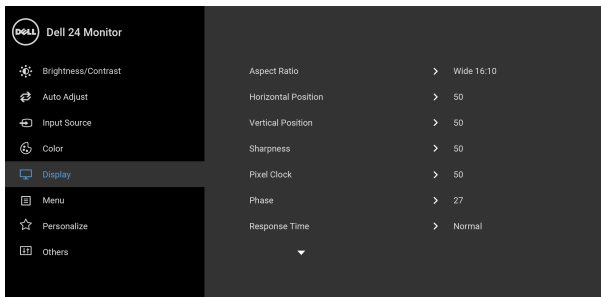 DELL Dell 24 Monitor
Brightness/Contrast
Auto Adjust
Input Source
Color
Display
Menu
Personalize
Others
Aspect Ratio Wide 16:10
Horizontal Position 50
Vertical Position 50
Sharpness 50
Pixel Clock 50
Phase 27
Response Time Normal